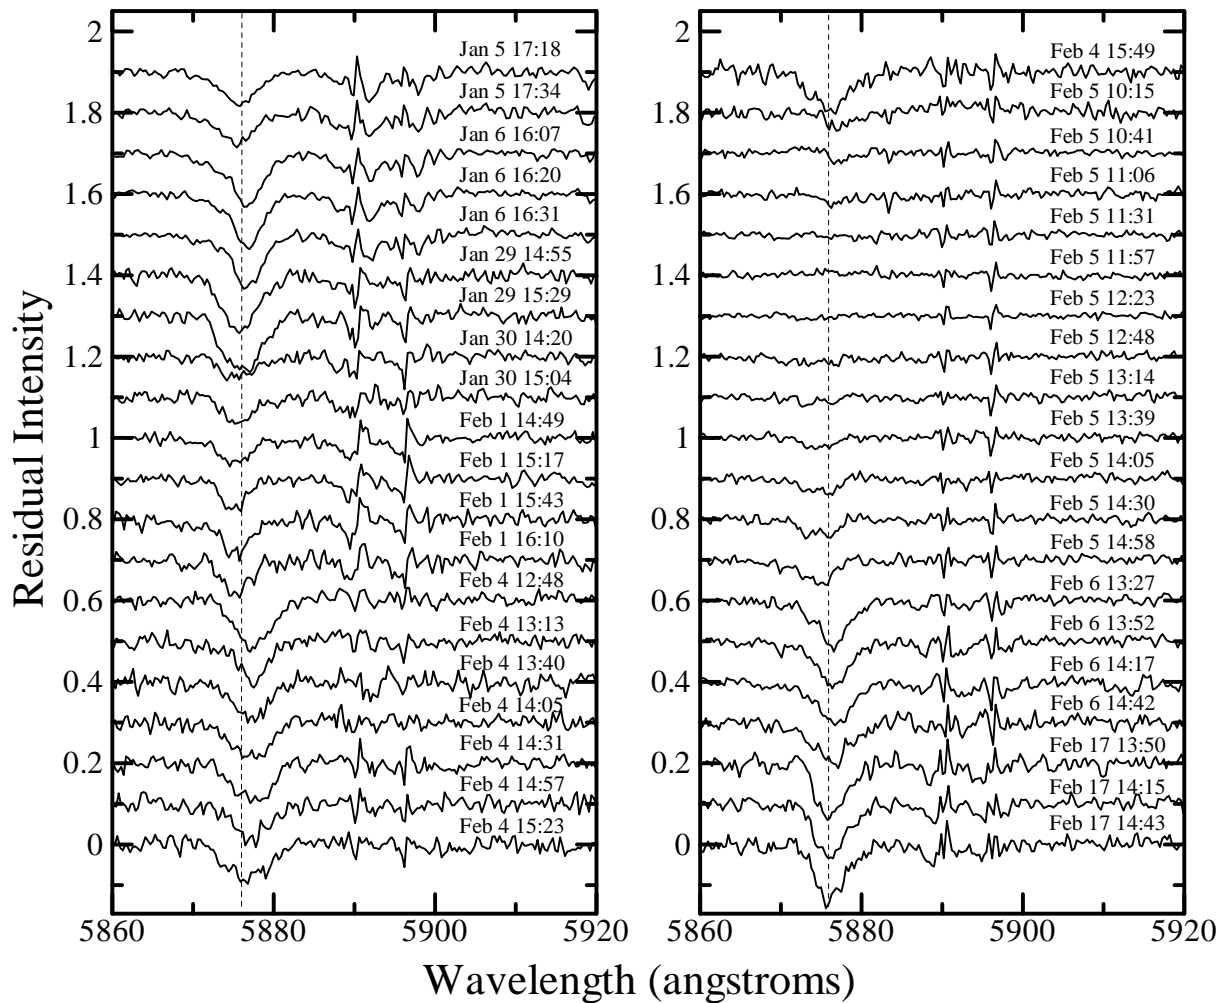 Residual Intensity
2
1.8
1.6
1.4
1.2
1
0.8
0.6
0.4
0.2
0
Jan 5 17:18
Jan 5 17:34
Jan 6 16:07
Jan 6 16:20
Jan 6 16:31
Jan 29 14:55
Jan 29 15:29
Jan 30 14:20
Jan 30 15:04
Feb 1 14:49
Feb 1 15:17
Feb 1 15:43
Feb 1 16:10
Feb 4 12:48
Feb 4 13:13
Feb 4 13:40
Feb 4 14:05
Feb 4 14:31
Feb 4 14:57
Feb 4 15:23
5860 5880 5900 5920
2
1.8
1.6
1.4
1.2
1
0.8
0.6
0.4
0.2
0
Feb 4 15:49
Feb 5 10:15
Feb 5 10:41
Feb 5 11:06
Feb 5 11:31
Feb 5 11:57
Feb 5 12:23
Feb 5 12:48
Feb 5 13:14
Feb 5 13:39
Feb 5 14:05
Feb 5 14:30
Feb 5 14:58
Feb 6 13:27
Feb 6 13:52
Feb 6 14:17
Feb 6 14:42
Feb 17 13:50
Feb 17 14:15
Feb 17 14:43
5860 5880 5900 5920
Wavelength (angstroms)